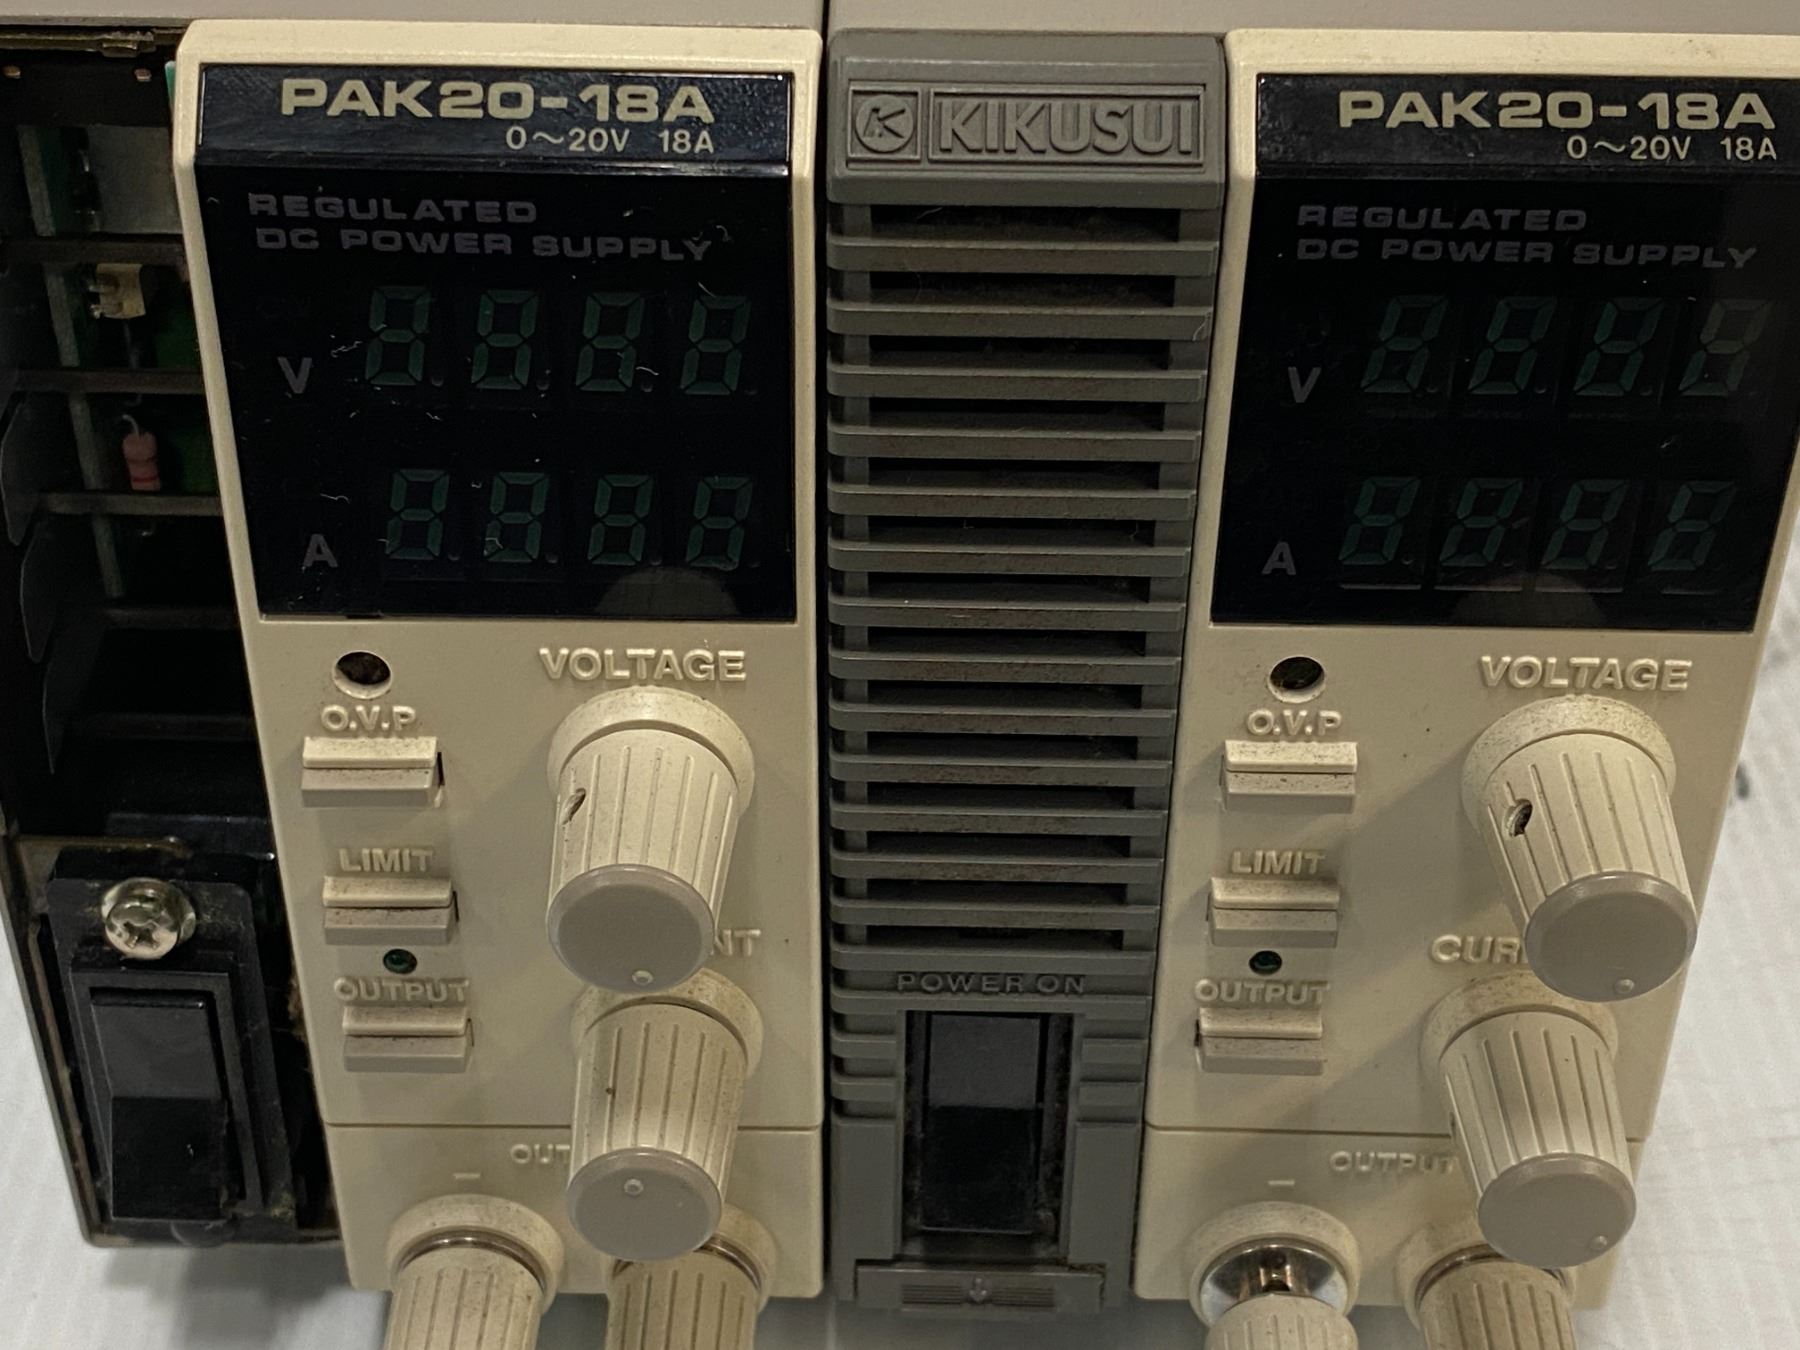 PAK20-18A
0~20V 18A
REGULATED
DC POWER SUPPLY
V
A
O.V.P
VOLTAGE
LIMIT
OUTPUT
-
KIKUSUI
POWER ON
PAK20-18A
0~20V 18A
REGULATED
DC POWER SUPPLY
V
A
O.V.P
VOLTAGE
LIMIT
OUTPUT
OUTPUT
-